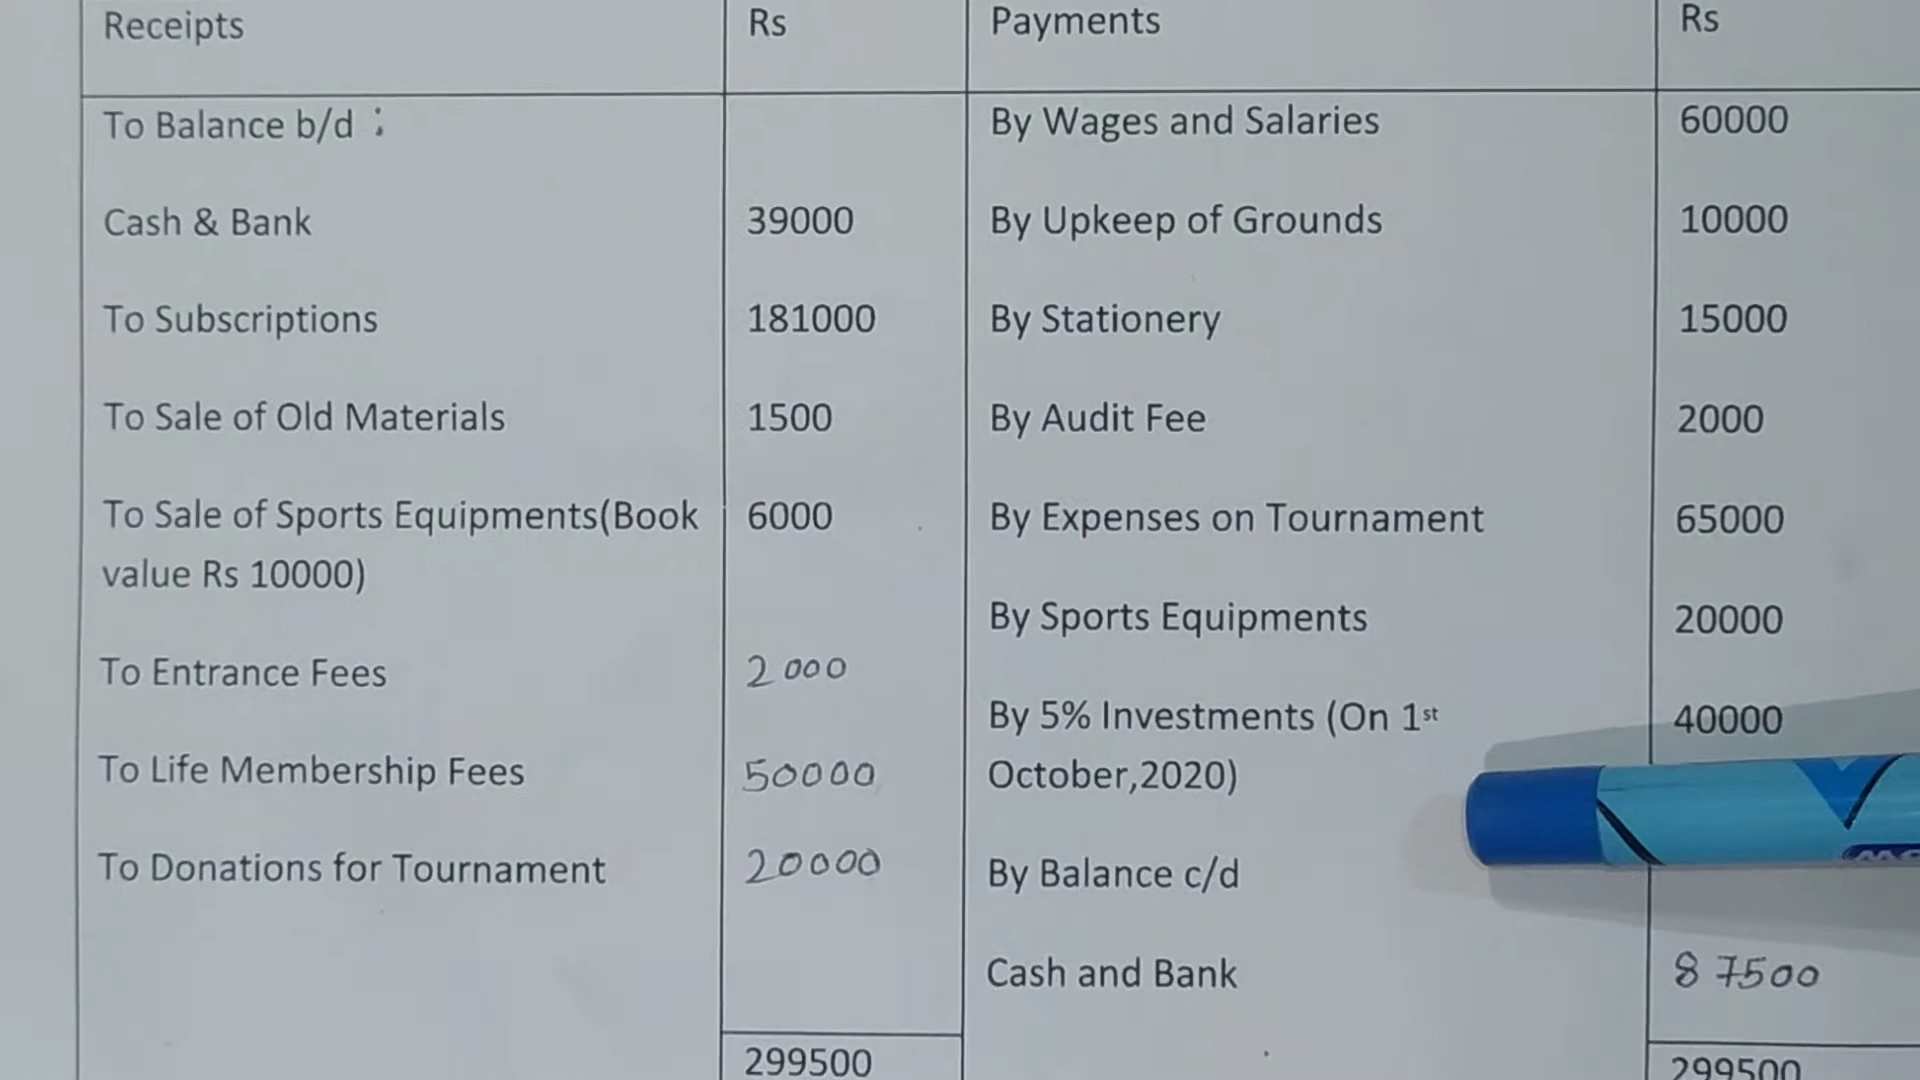 Receipts Rs Payments Rs
To Balance b/d : By Wages and Salaries 60000
Cash & Bank 39000 By Upkeep of Grounds 10000
To Subscriptions 181000 By Stationery 15000
To Sale of Old Materials 1500 By Audit Fee 2000
To Sale of Sports Equipments(Book 6000 By Expenses on Tournament 65000
value Rs 10000)
By Sports Equipments 20000
To Entrance Fees 2000
By 5% Investments (On 1st 40000
To Life Membership Fees 50000 October,2020)
To Donations for Tournament 20000 By Balance c/d
Cash and Bank 87500
299500 299500